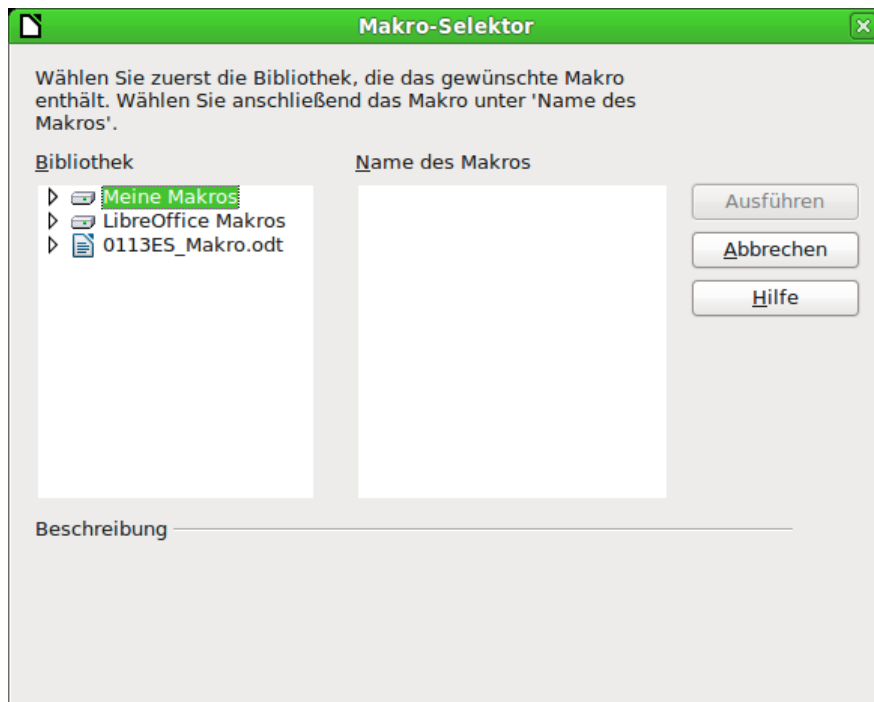 Makro-Selektor
Wählen Sie zuerst die Bibliothek, die das gewünschte Makro
enthält. Wählen Sie anschließend das Makro unter 'Name des
Makros'.
Bibliothek
Name des Makros
Meine Makros
LibreOffice Makros
0113ES_Makro.odt
Ausführen
Abbrechen
Hilfe
Beschreibung